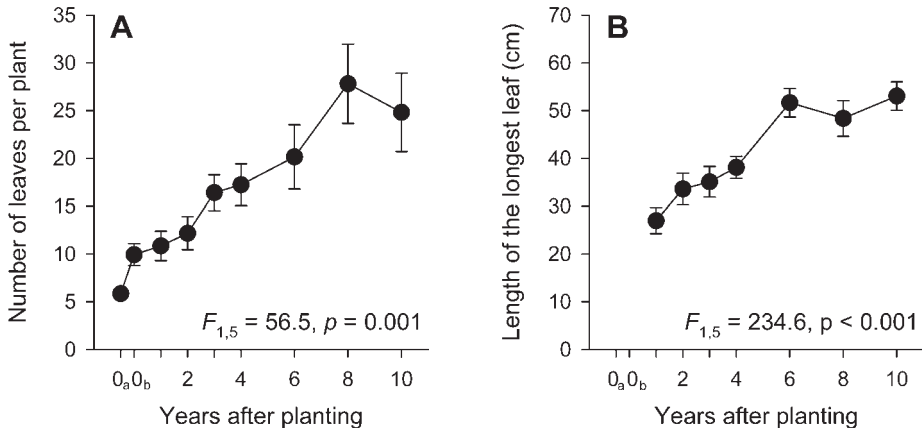 A
Number of leaves per plant
35
30
25
20
15
10
5
0
F1,5 = 56.5, p = 0.001
0a 0b 2 4 6 8 10
Years after planting
B
Length of the longest leaf (cm)
70
60
50
40
30
20
10
0
F1,5 = 234.6, p < 0.001
0a 0b 2 4 6 8 10
Years after planting